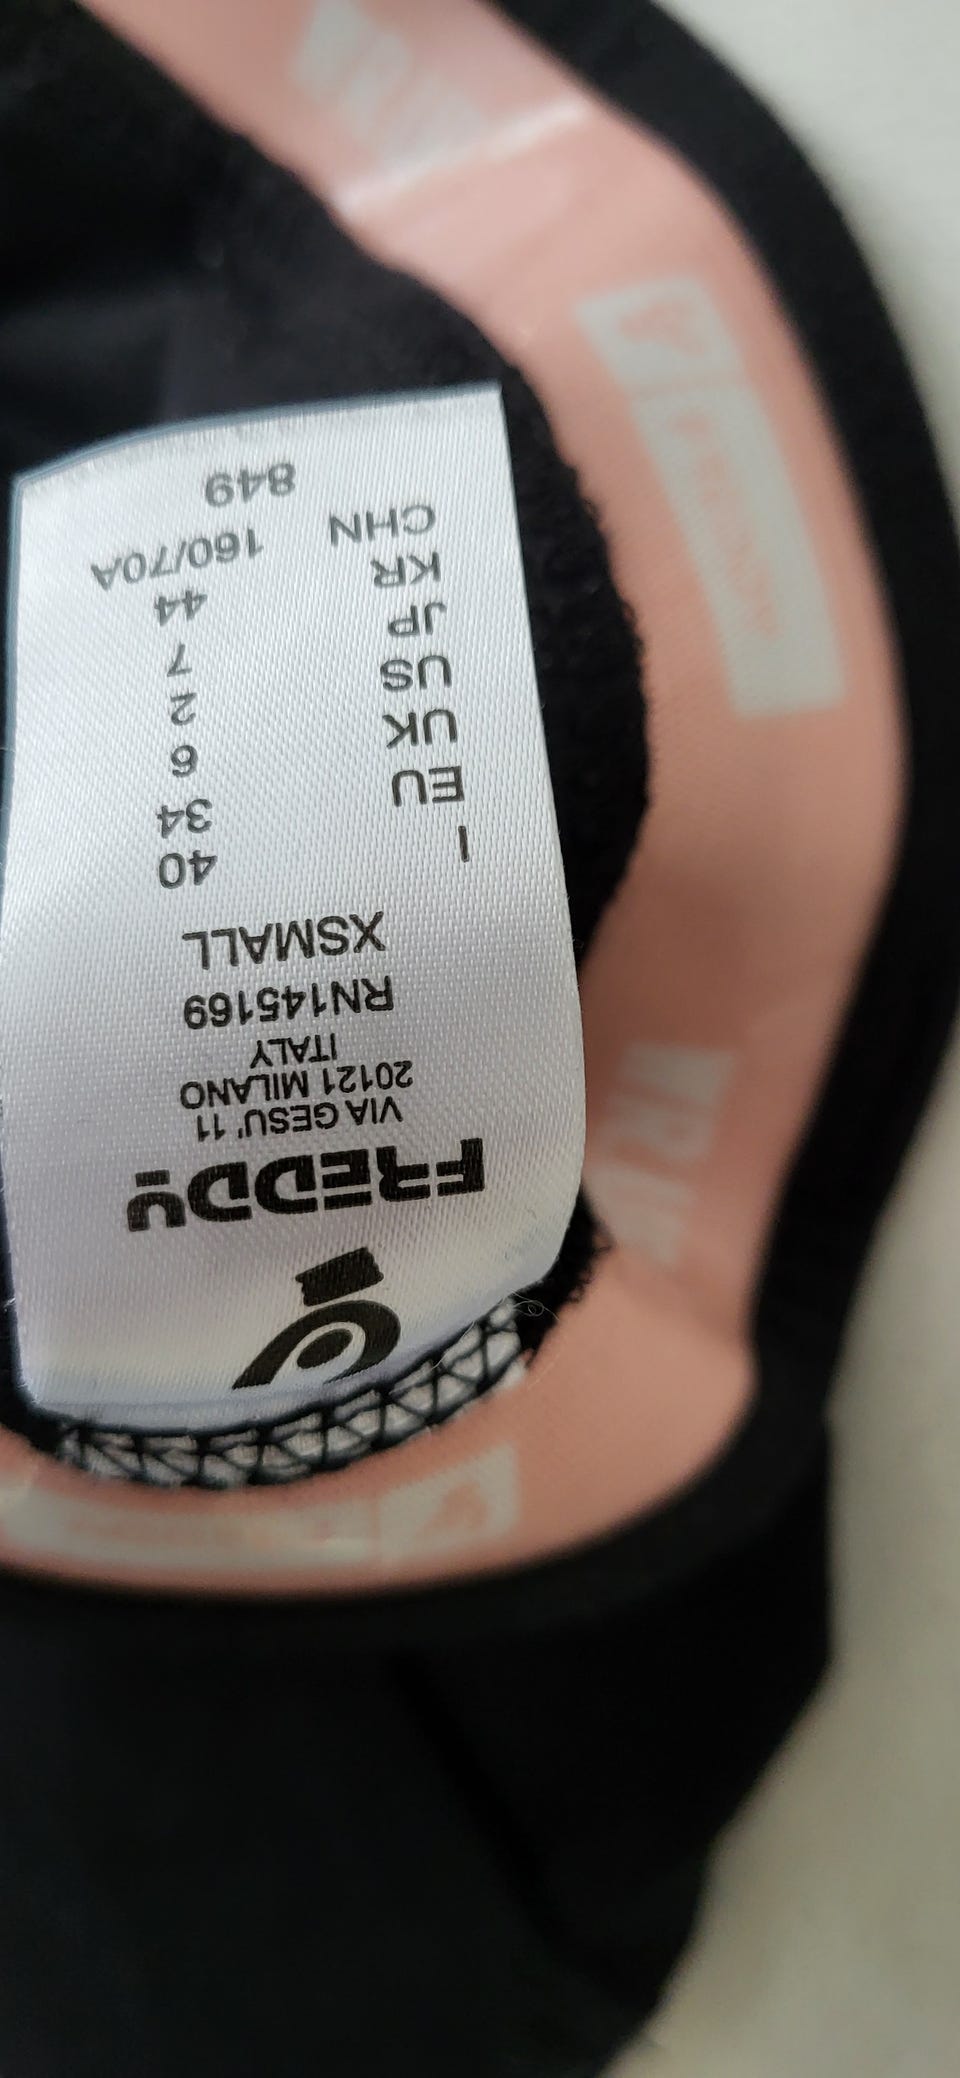 FREDDY
VIA GESU' 11
20121 MILANO
ITALY
RN145169
XSMALL
I 40
EU 34
UK 6
US 2
JP 7
KR 44
CHN 160/70A
849